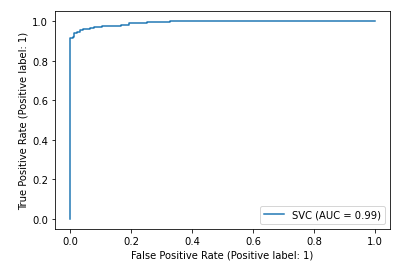 1.0
0.8
0.6
0.4
0.2
0.0
True Positive Rate (Positive label: 1)
SVC (AUC = 0.99)
0.0 0.2 0.4 0.6 0.8 1.0
False Positive Rate (Positive label: 1)